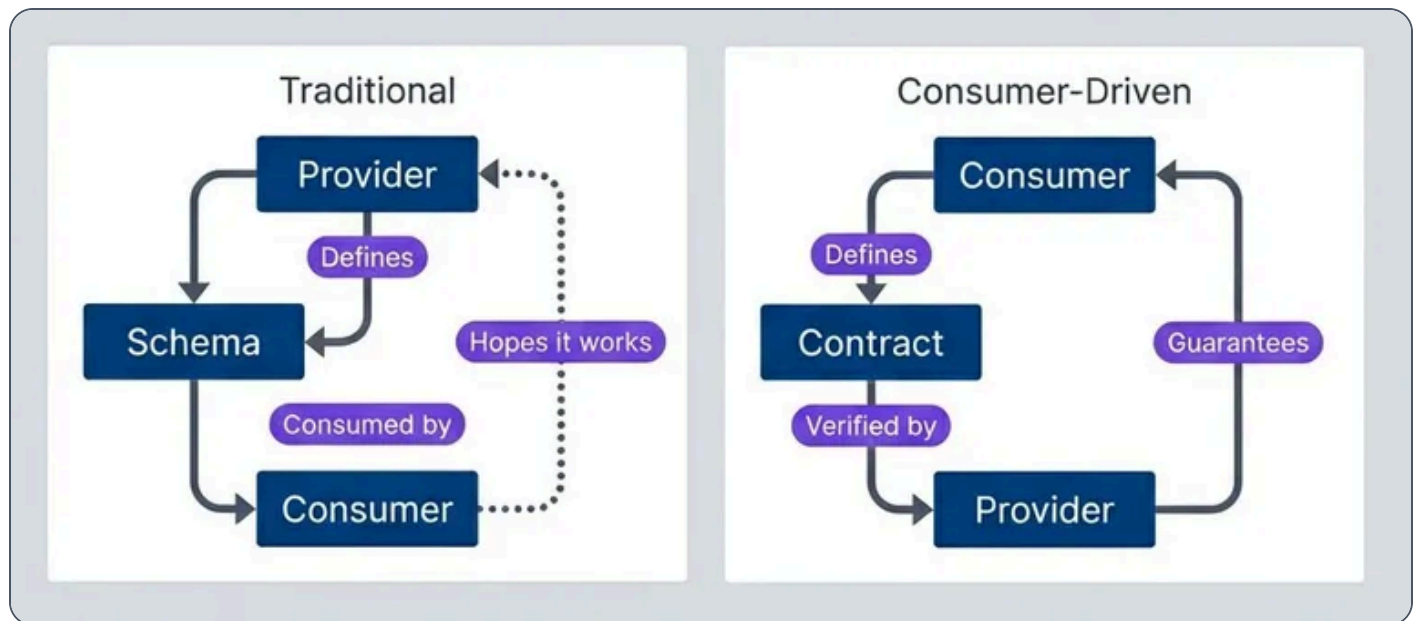 Traditional
Provider
Defines
Schema
Hopes it works
Consumed by
Consumer
Consumer-Driven
Consumer
Defines
Contract
Guarantees
Verified by
Provider